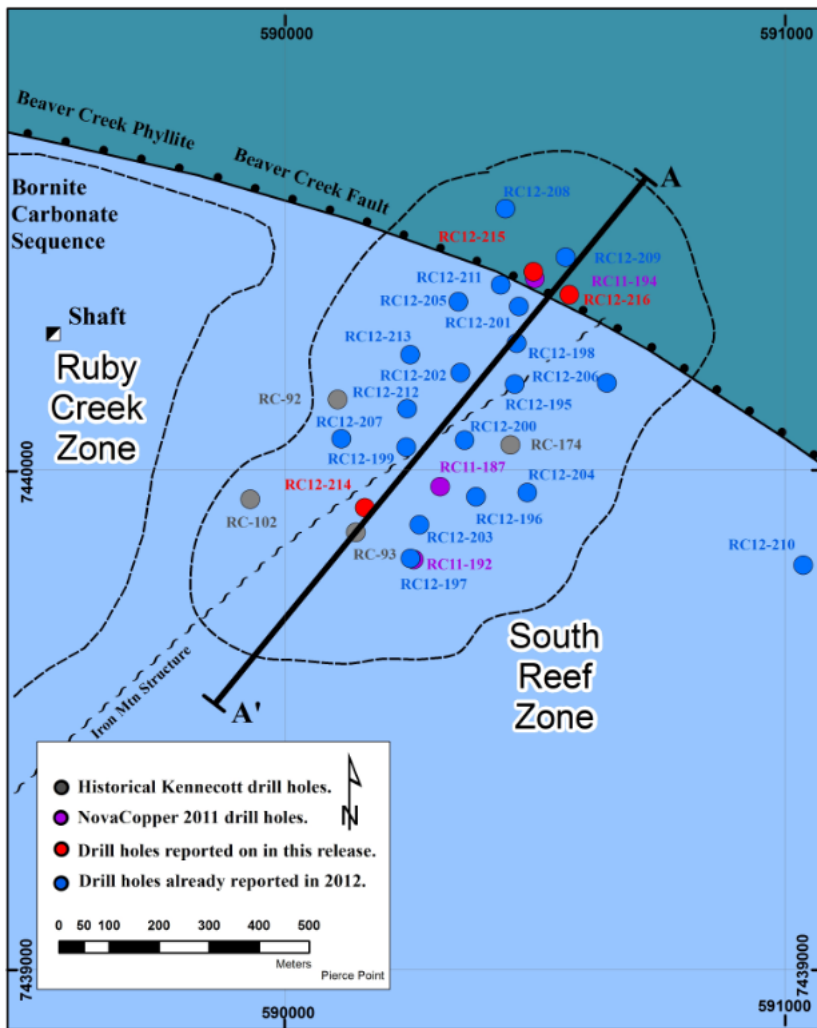 590000
591000
Beaver Creek Phyllite
Beaver Creek Fault
A
Bornite
Carbonate
Sequence
RC12-208
RC12-215
RC12-209
RC11-194
RC12-211
RC12-216
RC12-205
RC12-201
Shaft
RC12-213
RC12-198
Ruby
Creek
Zone
RC12-202
RC12-206
RC-92
RC12-212
RC12-195
RC12-207
RC12-200
RC-174
RC12-199
7440000
7440000
RC11-187
RC12-214
RC12-204
RC-102
RC12-196
RC-93
RC12-203
RC12-210
RC11-192
RC12-197
South
Reef
Zone
Iron Mtn Structure
A'
Historical Kennecott drill holes.
N
NovaCopper 2011 drill holes.
Drill holes reported on in this release.
Drill holes already reported in 2012.
0 50 100 200 300 400 500
Meters
Pierce Point
7439000
7439000
590000
591000